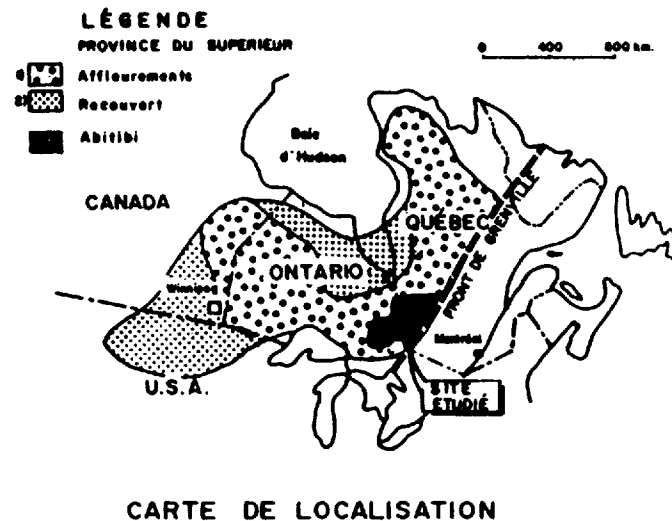 LÉGENDE
PROVINCE DU SUPERIEUR
Affleurements
Recouvert
Abitibi
0 400 800 km.
Baie
d'Hudson
CANADA
QUÉBEC
FRONT DE GRENVILLE
ONTARIO
Winnipeg
Montréal
U.S.A.
SITE
ETUDIÉ
CARTE DE LOCALISATION